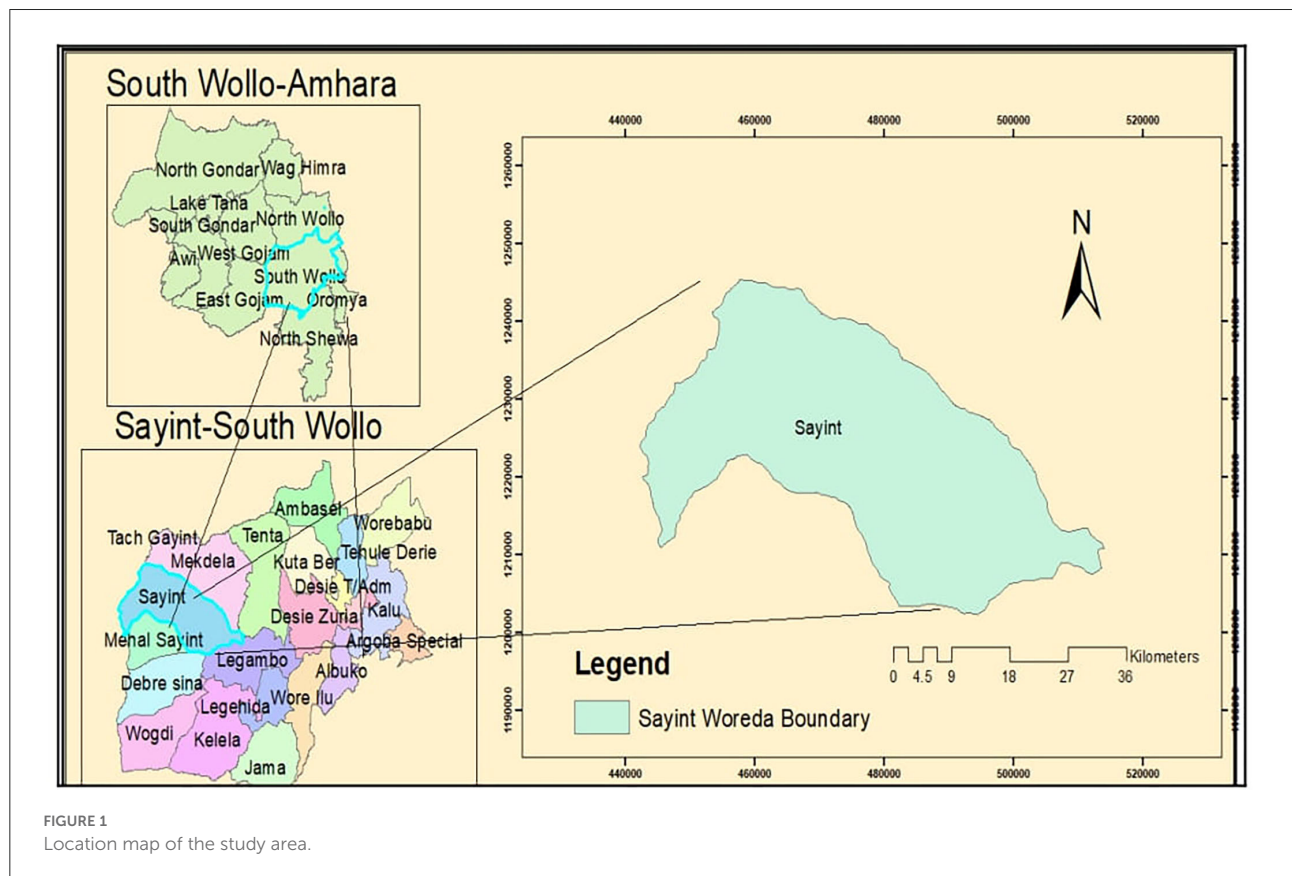 South Wollo-Amhara
North Gondar Wag Himra
Lake Tana
South Gondar North Wollo
Awi West Gojam
South Wollo
East Gojam Oromya
North Shewa
Sayint-South Wollo
Ambasel
Worebabu
Tach Gayint Tenta
Mekdela Kuta Ber Tehule Derie
Sayint Desie T/Adm
Desie Zuria Kalu
Menal Sayint Argoba Special
Legambo Albuko
Debre sina
Legehida Wore Ilu
Wogdi Kelela
Jama
440000 460000 480000 500000 520000
1260000
1250000
1240000
1230000
1220000
1210000
1200000
1190000
N
Sayint
Legend
Sayint Woreda Boundary
Kilometers
0 4.5 9 18 27 36
440000 460000 480000 500000 520000
FIGURE 1
Location map of the study area.